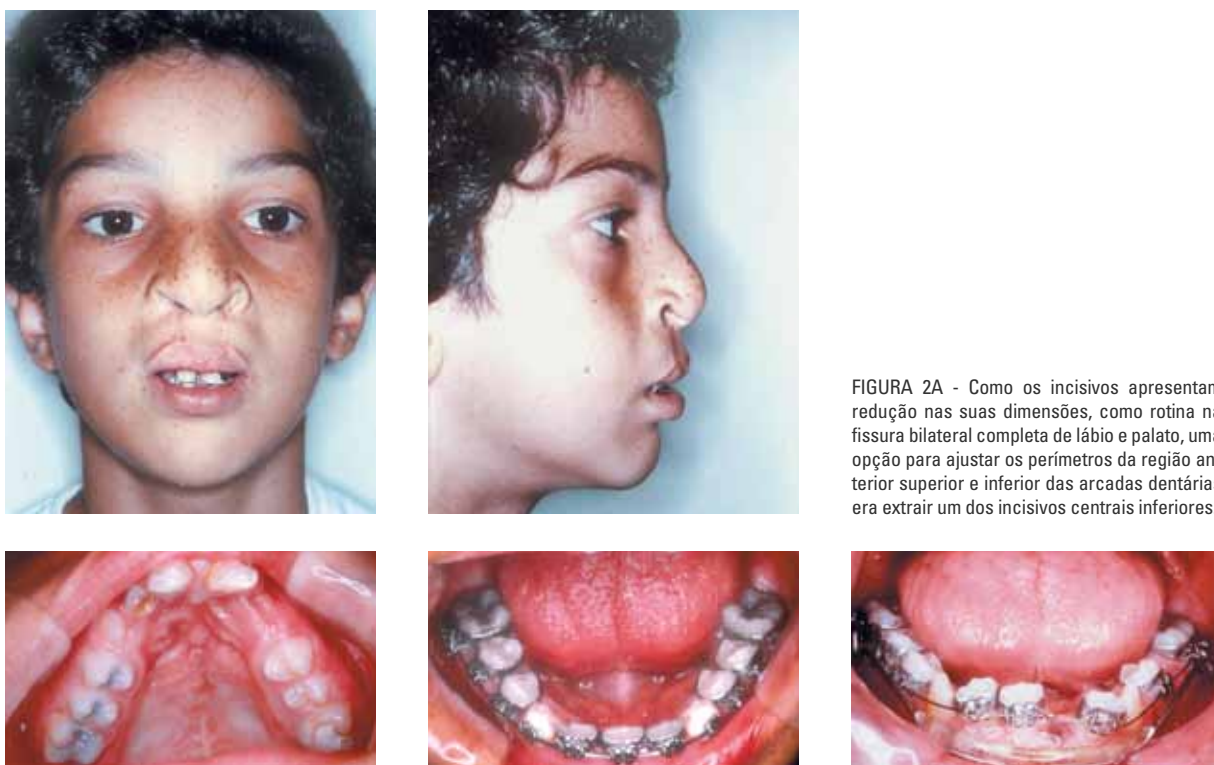 FIGURA 2A - Como os incisivos apresentam
redução nas suas dimensões, como rotina na
fissura bilateral completa de lábio e palato, uma
opção para ajustar os perímetros da região an-
terior superior e inferior das arcadas dentária
era extrair um dos incisivos centrais inferiores